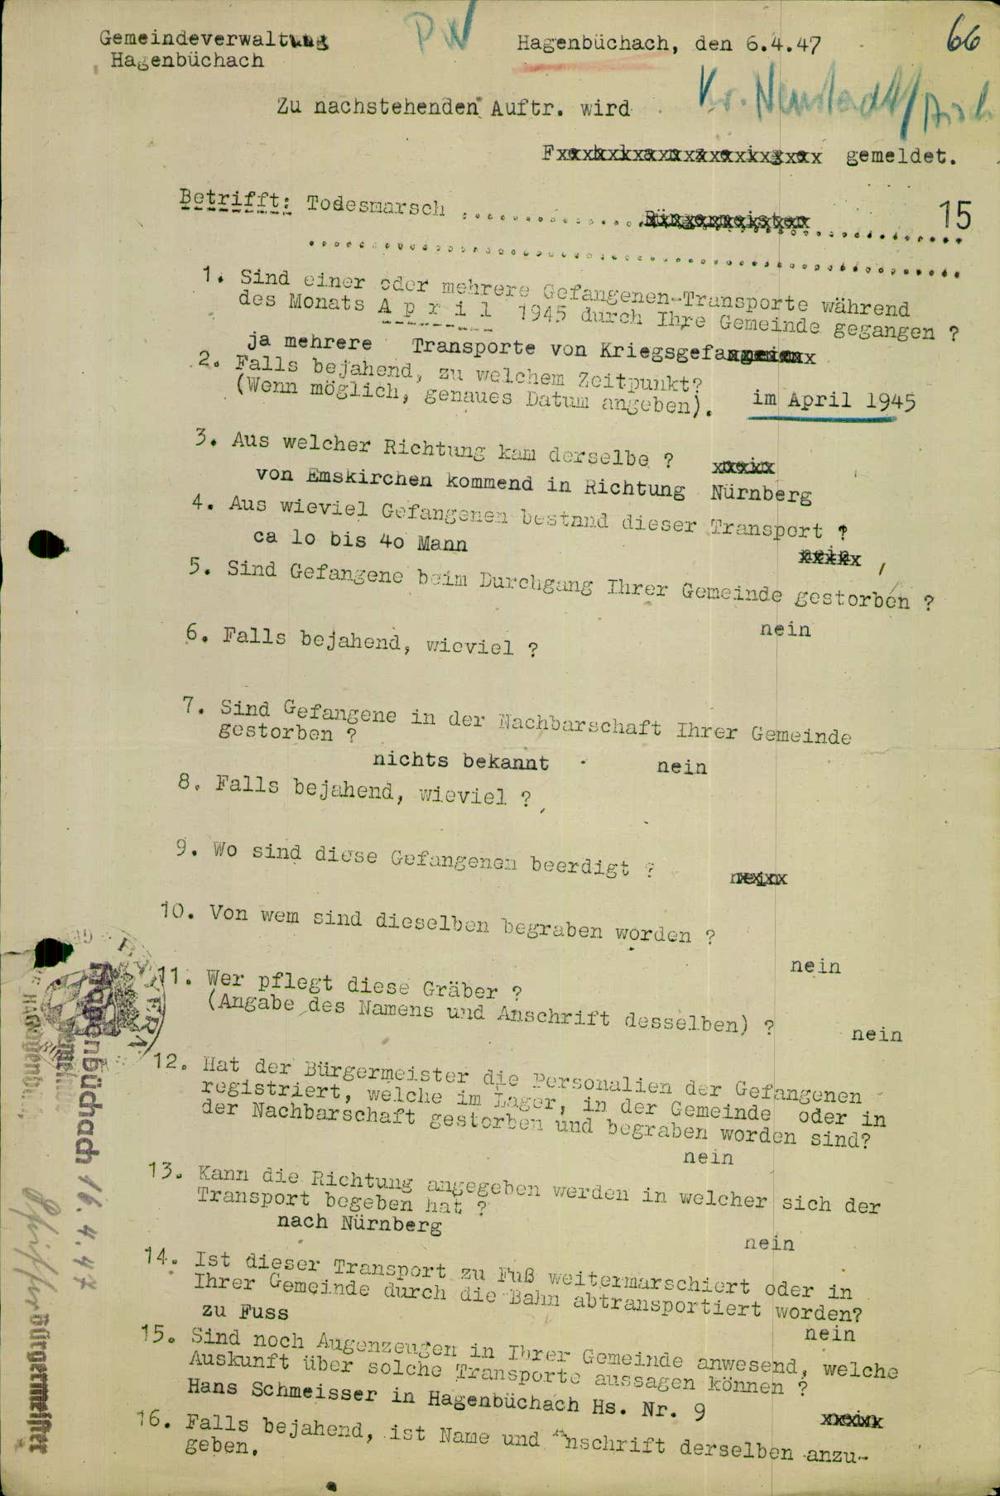 Gemeindeverwaltung
Hagenbüchach
PW
Hagenbüchach, den 6.4.47
66
Kr. Neustadt/Aisch
Zu nachstehenden Auftr. wird
gemeldet.
Betrifft: Todesmarsch
15
1. Sind einer oder mehrere Gefangenen-Transporte während
des Monats A p r i l 1945 durch Ihre Gemeinde gegangen ?
ja mehrere Transporte von Kriegsgefa
2. Falls bejahend, zu welchem Zeitpunkt?
(Wenn möglich, genaues Datum angeben). im April 1945
3. Aus welcher Richtung kam derselbe ?
von Emskirchen kommend in Richtung Nürnberg
4. Aus wieviel Gefangenen bestand dieser Transport ?
ca lo bis 4o Mann
5. Sind Gefangene beim Durchgang Ihrer Gemeinde gestorben ?
nein
6. Falls bejahend, wieviel ?
7. Sind Gefangene in der Nachbarschaft Ihrer Gemeinde
gestorben ?
nichts bekannt nein
8. Falls bejahend, wieviel ?
9. Wo sind diese Gefangenen beerdigt ?
10. Von wem sind dieselben begraben worden ?
nein
11. Wer pflegt diese Gräber ?
(Angabe des Namens und Anschrift desselben) ?
nein
12. Hat der Bürgermeister die Personalien der Gefangenen
registriert, welche im Lager, in der Gemeinde oder in
der Nachbarschaft gestorben und begraben worden sind?
nein
13. Kann die Richtung angegeben werden in welcher sich der
Transport begeben hat ?
nach Nürnberg
nein
14. Ist dieser Transport zu Fuß weitermarschiert oder in
Ihrer Gemeinde durch die Bahn abtransportiert worden?
zu Fuss
nein
15. Sind noch Augenzeugen in Ihrer Gemeinde anwesend, welche
Auskunft über solche Transporte aussagen können ?
Hans Schmeisser in Hagenbüchach Hs. Nr. 9
16. Falls bejahend, ist Name und Anschrift derselben anzu-
geben.
BAYERN
Gemeinde
Hagenbüchach 16.4.47
Bürgermeister